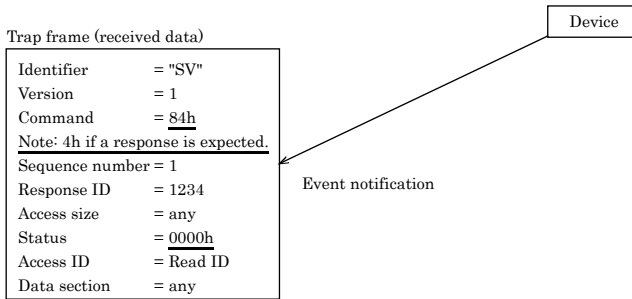 Device
Trap frame (received data)
Identifier = "SV"
Version = 1
Command = 84h
Note: 4h if a response is expected.
Sequence number = 1
Response ID = 1234
Access size = any
Status = 0000h
Access ID = Read ID
Data section = any
Event notification